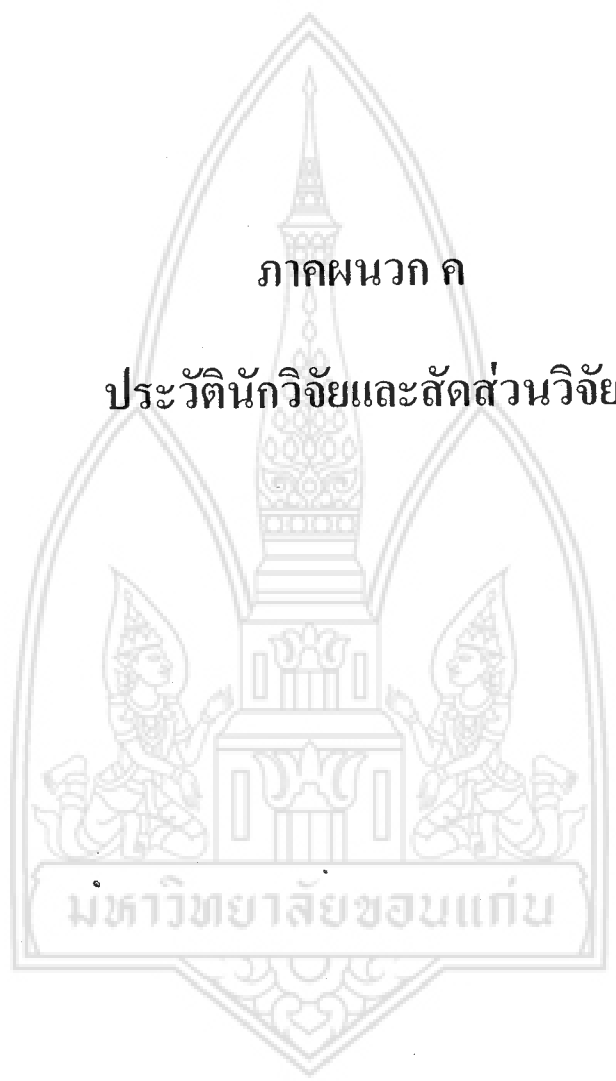 ภาคผนวก ค
ประวัตินักวิจัยและสัดส่วนวิจัย
มหาวิทยาลัยขอนแก่น